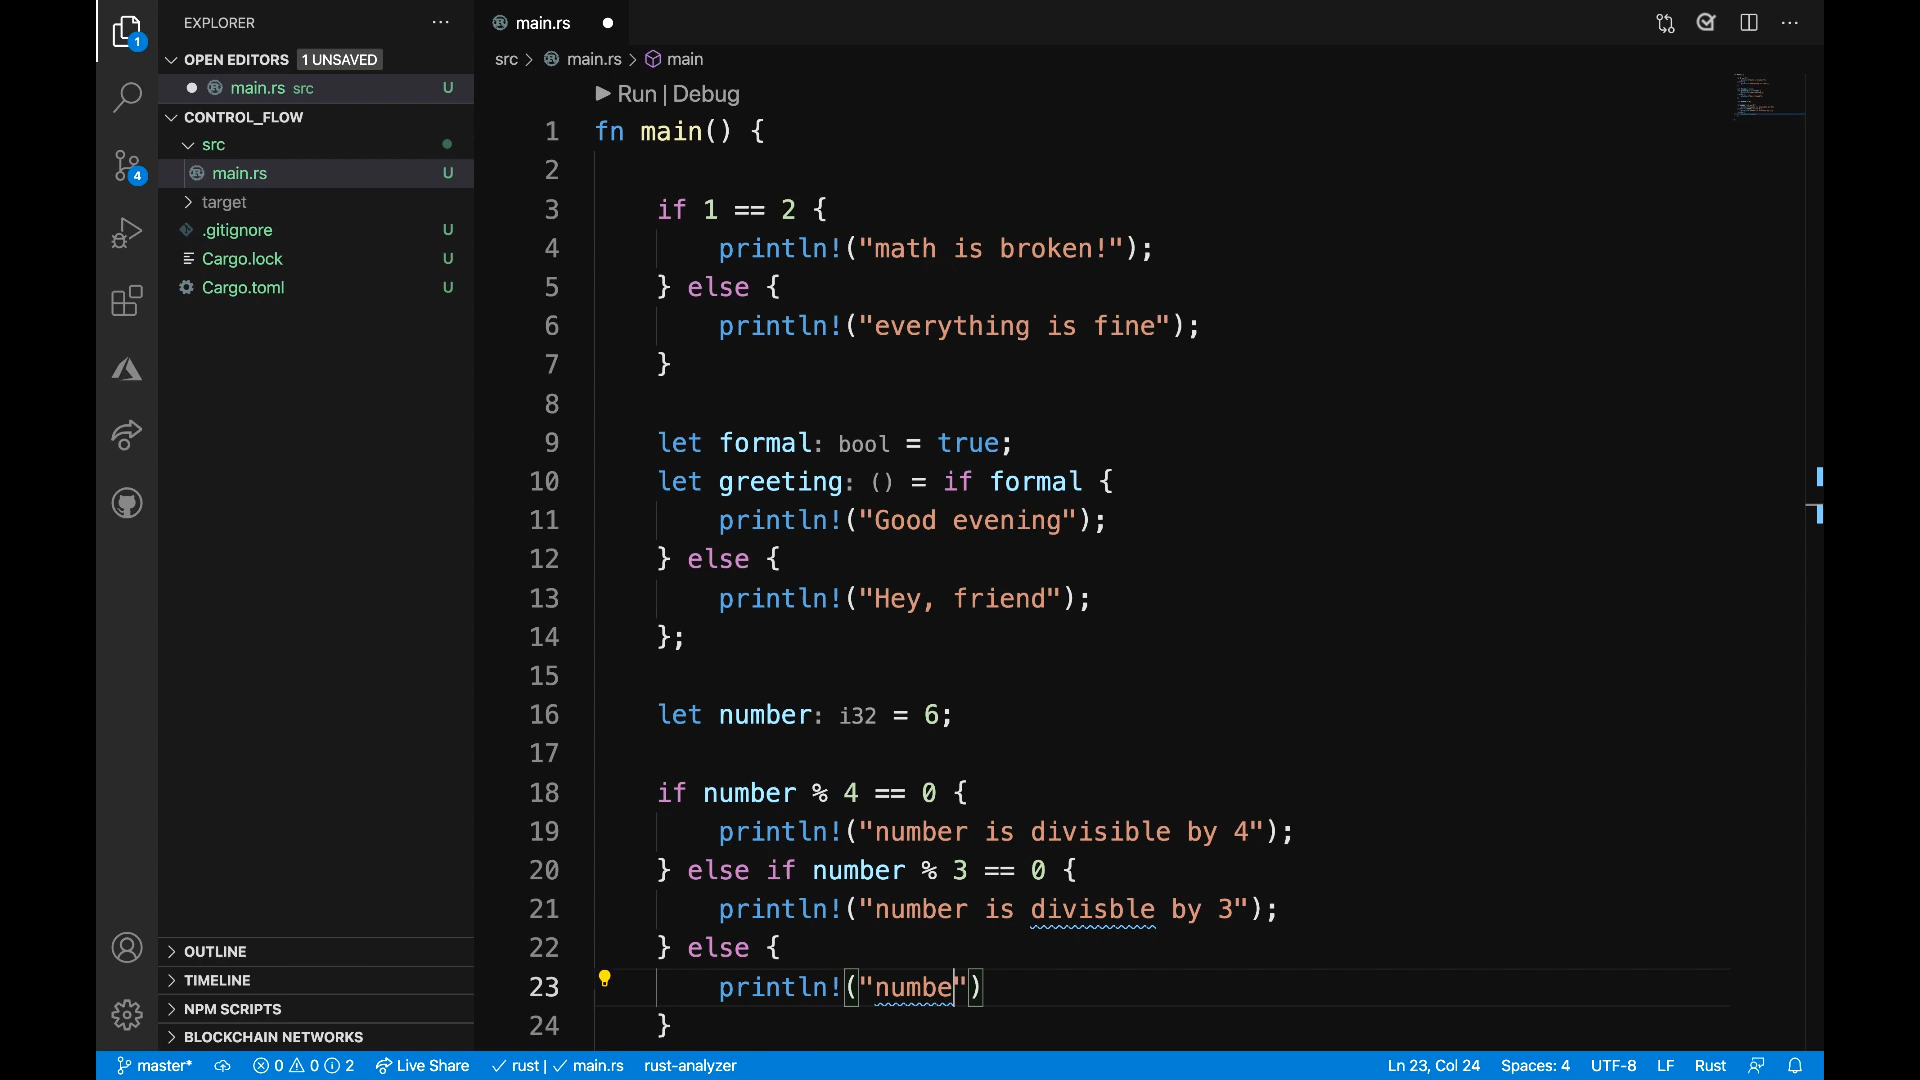 EXPLORER
OPEN EDITORS 1 UNSAVED
main.rs src U
CONTROL_FLOW
src
main.rs U
target
.gitignore U
Cargo.lock U
Cargo.toml U
OUTLINE
TIMELINE
NPM SCRIPTS
BLOCKCHAIN NETWORKS
1
4
main.rs
src > main.rs > main
Run | Debug
1 fn main() {
2
3 if 1 == 2 {
4 println!("math is broken!");
5 } else {
6 println!("everything is fine");
7 }
8
9 let formal: bool = true;
10 let greeting: () = if formal {
11 println!("Good evening");
12 } else {
13 println!("Hey, friend");
14 };
15
16 let number: i32 = 6;
17
18 if number % 4 == 0 {
19 println!("number is divisible by 4");
20 } else if number % 3 == 0 {
21 println!("number is divisble by 3");
22 } else {
23 println!("numbe")
24 }
master* 0 0 2 Live Share rust | main.rs rust-analyzer Ln 23, Col 24 Spaces: 4 UTF-8 LF Rust